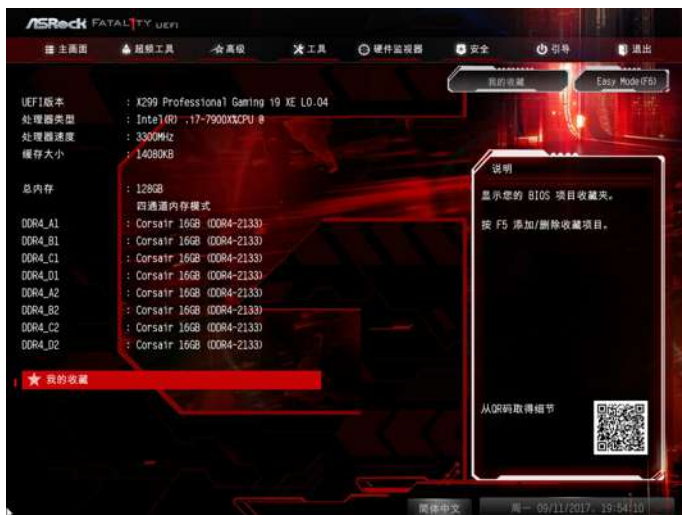 ASRock FATAL1TY UEFI
主画面 超频工具 高级 工具 硬件监视器 安全 引导 退出
我的收藏 Easy Mode(F6)
UEFI版本 : X299 Professional Gaming i9 XE L0.04
处理器类型 : Intel(R) .i7-7900X%CPU @
处理器速度 : 3300MHz
缓存大小 : 14080KB
总内存 : 128GB
四通道内存模式
DDR4_A1 : Corsair 16GB (DDR4-2133)
DDR4_B1 : Corsair 16GB (DDR4-2133)
DDR4_C1 : Corsair 16GB (DDR4-2133)
DDR4_D1 : Corsair 16GB (DDR4-2133)
DDR4_A2 : Corsair 16GB (DDR4-2133)
DDR4_B2 : Corsair 16GB (DDR4-2133)
DDR4_C2 : Corsair 16GB (DDR4-2133)
DDR4_D2 : Corsair 16GB (DDR4-2133)
我的收藏
说明
显示您的 BIOS 项目收藏夹。
按 F5 添加/删除收藏项目。
从QR码取得细节
简体中文 周一 09/11/2017. 19:54:10